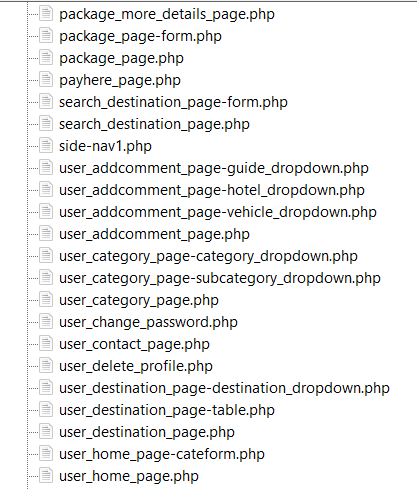 package_more_details_page.php
package_page-form.php
package_page.php
payhere_page.php
search_destination_page-form.php
search_destination_page.php
side-nav1.php
user_addcomment_page-guide_dropdown.php
user_addcomment_page-hotel_dropdown.php
user_addcomment_page-vehicle_dropdown.php
user_addcomment_page.php
user_category_page-category_dropdown.php
user_category_page-subcategory_dropdown.php
user_category_page.php
user_change_password.php
user_contact_page.php
user_delete_profile.php
user_destination_page-destination_dropdown.php
user_destination_page-table.php
user_destination_page.php
user_home_page-cateform.php
user_home_page.php